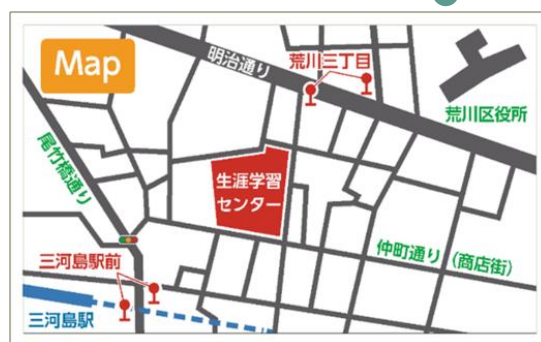 Map
明治通り
荒川三丁目
荒川区役所
尾竹橋通り
生涯学習
センター
仲町通り（商店街）
三河島駅前
三河島駅